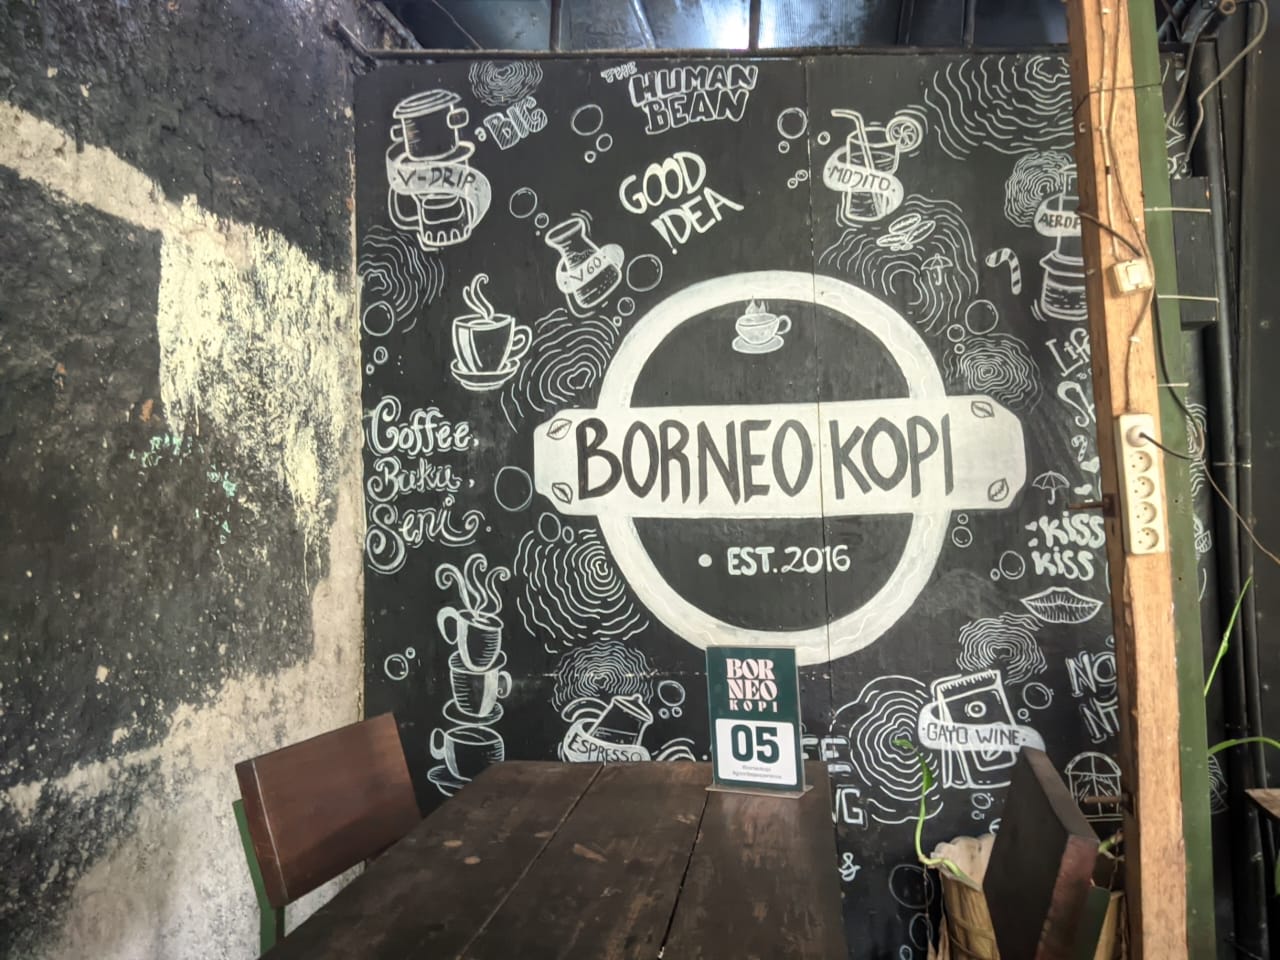 THE
HUMAN
BEAN
BIG
V-DRIP
GOOD
IDEA
MOJITO
V60
BORNEO KOPI
EST. 2016
Coffee,
Buku,
Seni
KISS
KISS
ESPRESSO
GAYO WINE
BOR
NEO
KOPI
05
&